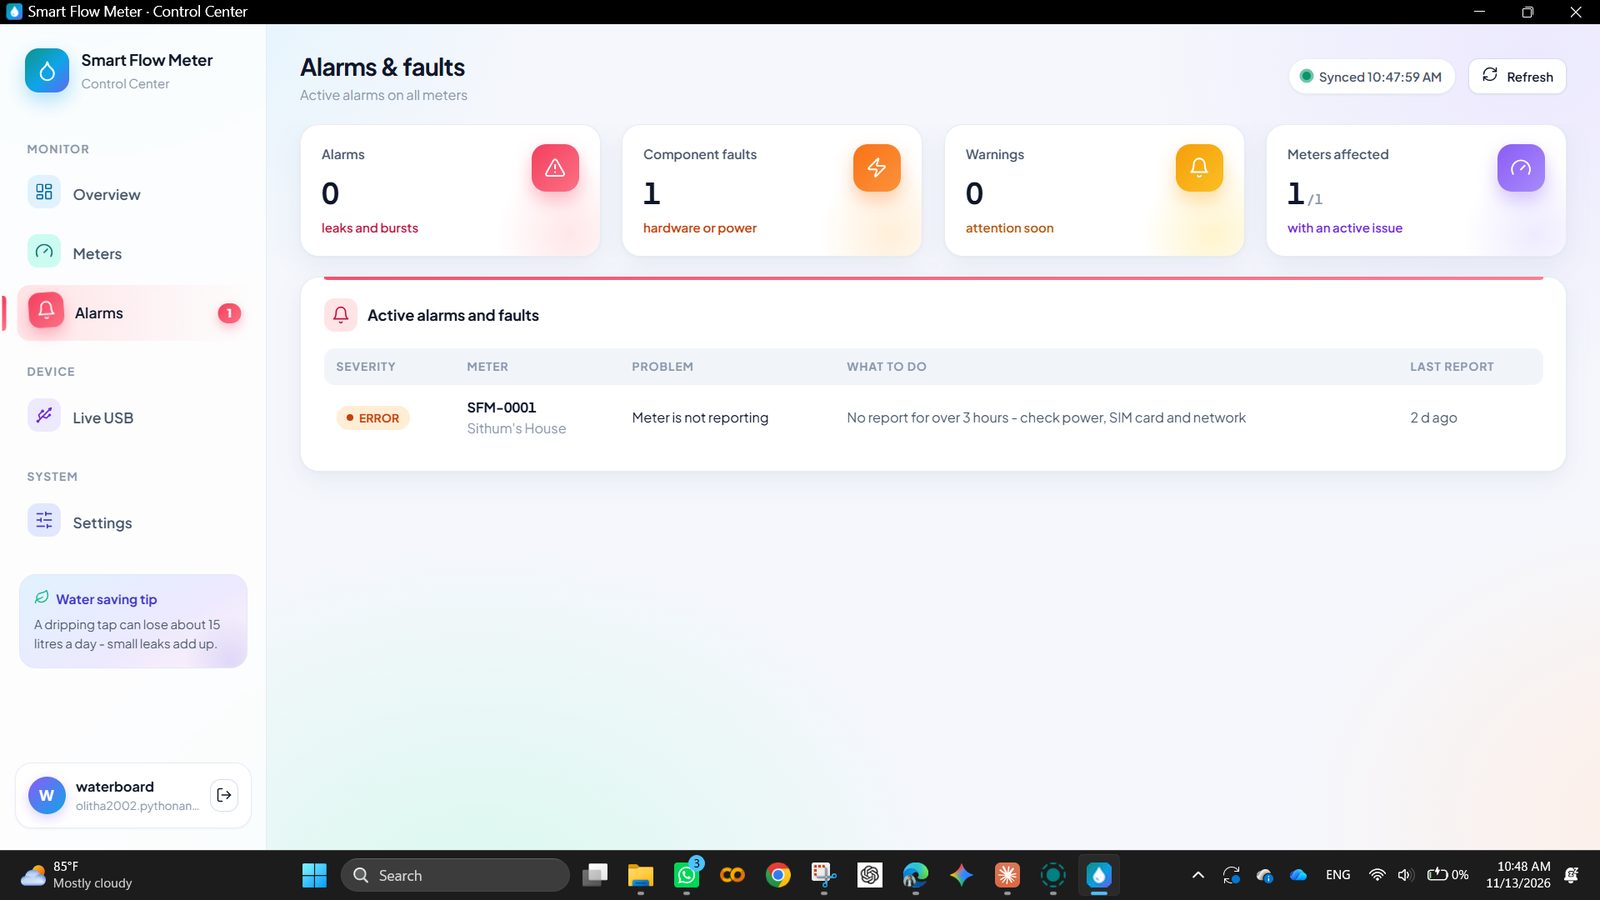 Smart Flow Meter · Control Center
Smart Flow Meter
Control Center
MONITOR
Overview
Meters
Alarms
1
DEVICE
Live USB
SYSTEM
Settings
Water saving tip
A dripping tap can lose about 15
litres a day - small leaks add up.
W
waterboard
olitha2002.pythonan...
Alarms & faults
Active alarms on all meters
Synced 10:47:59 AM
Refresh
Alarms
0
leaks and bursts
Component faults
1
hardware or power
Warnings
0
attention soon
Meters affected
1 /1
with an active issue
Active alarms and faults
SEVERITY METER PROBLEM WHAT TO DO LAST REPORT
ERROR
SFM-0001
Sithum's House
Meter is not reporting
No report for over 3 hours - check power, SIM card and network
2 d ago
85°F
Mostly cloudy
Search
3
ENG
0%
10:48 AM
11/13/2026